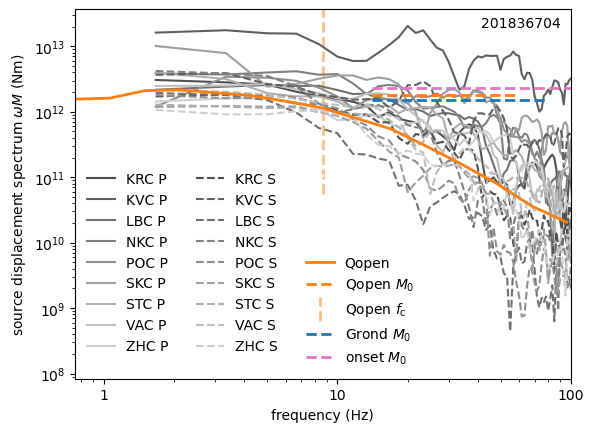 201836704
source displacement spectrum ωM (Nm)
10¹³
10¹²
10¹¹
10¹⁰
10⁹
10⁸
KRC P
KVC P
LBC P
NKC P
POC P
SKC P
STC P
VAC P
ZHC P
KRC S
KVC S
LBC S
NKC S
POC S
SKC S
STC S
VAC S
ZHC S
Qopen
Qopen M₀
Qopen f_c
Grond M₀
onset M₀
1 10 100
frequency (Hz)